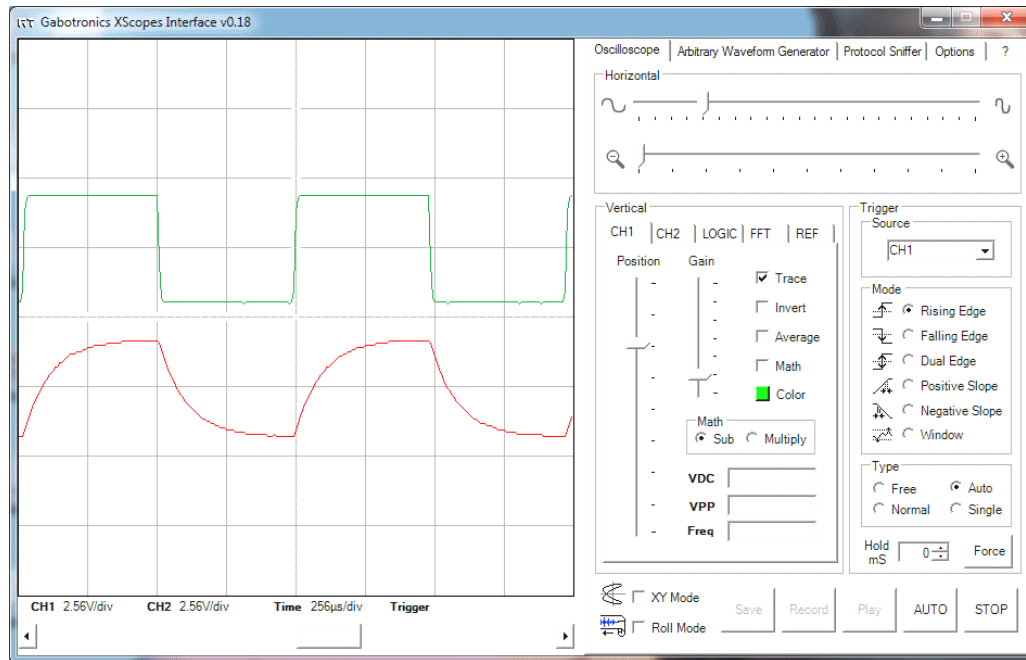 Gabotronics XScopes Interface v0.18
Oscilloscope Arbitrary Waveform Generator Protocol Sniffer Options ?
Horizontal
Vertical
CH1 CH2 LOGIC FFT REF
Position Gain
Trace
Invert
Average
Math
Color
Math
Sub Multiply
VDC
VPP
Freq
Trigger
Source
CH1
Mode
Rising Edge
Falling Edge
Dual Edge
Positive Slope
Negative Slope
Window
Type
Free Auto
Normal Single
Hold
mS 0 Force
CH1 2.56V/div CH2 2.56V/div Time 256µs/div Trigger
XY Mode
Roll Mode
Save Record Play AUTO STOP